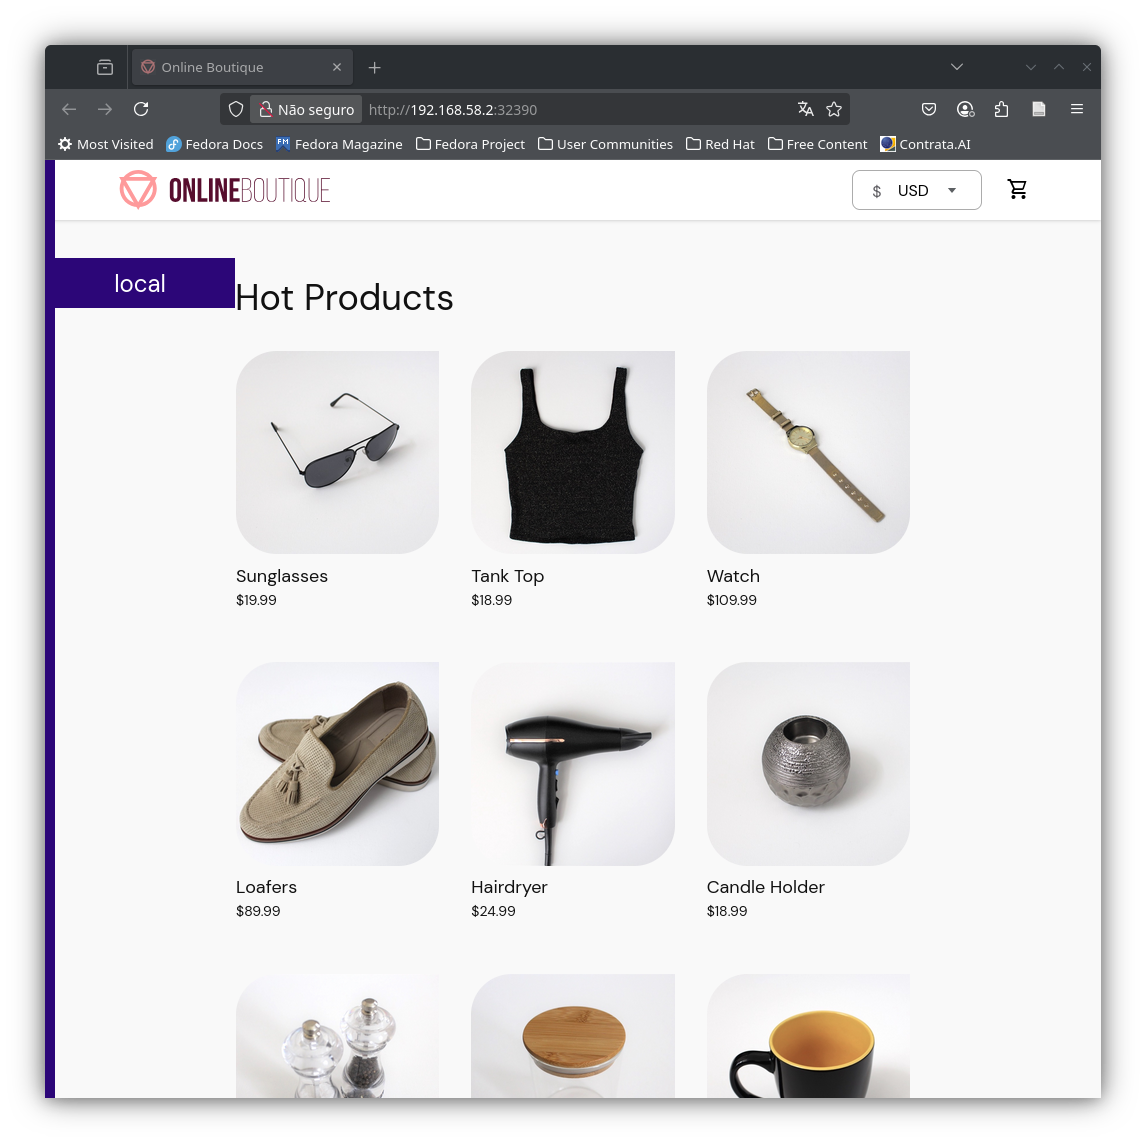 Online Boutique
Não seguro http://192.168.58.2:32390
Most Visited Fedora Docs Fedora Magazine Fedora Project User Communities Red Hat Free Content Contrata.AI
ONLINEBOUTIQUE $ USD
local
Hot Products
Sunglasses Tank Top Watch
$19.99 $18.99 $109.99
Loafers Hairdryer Candle Holder
$89.99 $24.99 $18.99